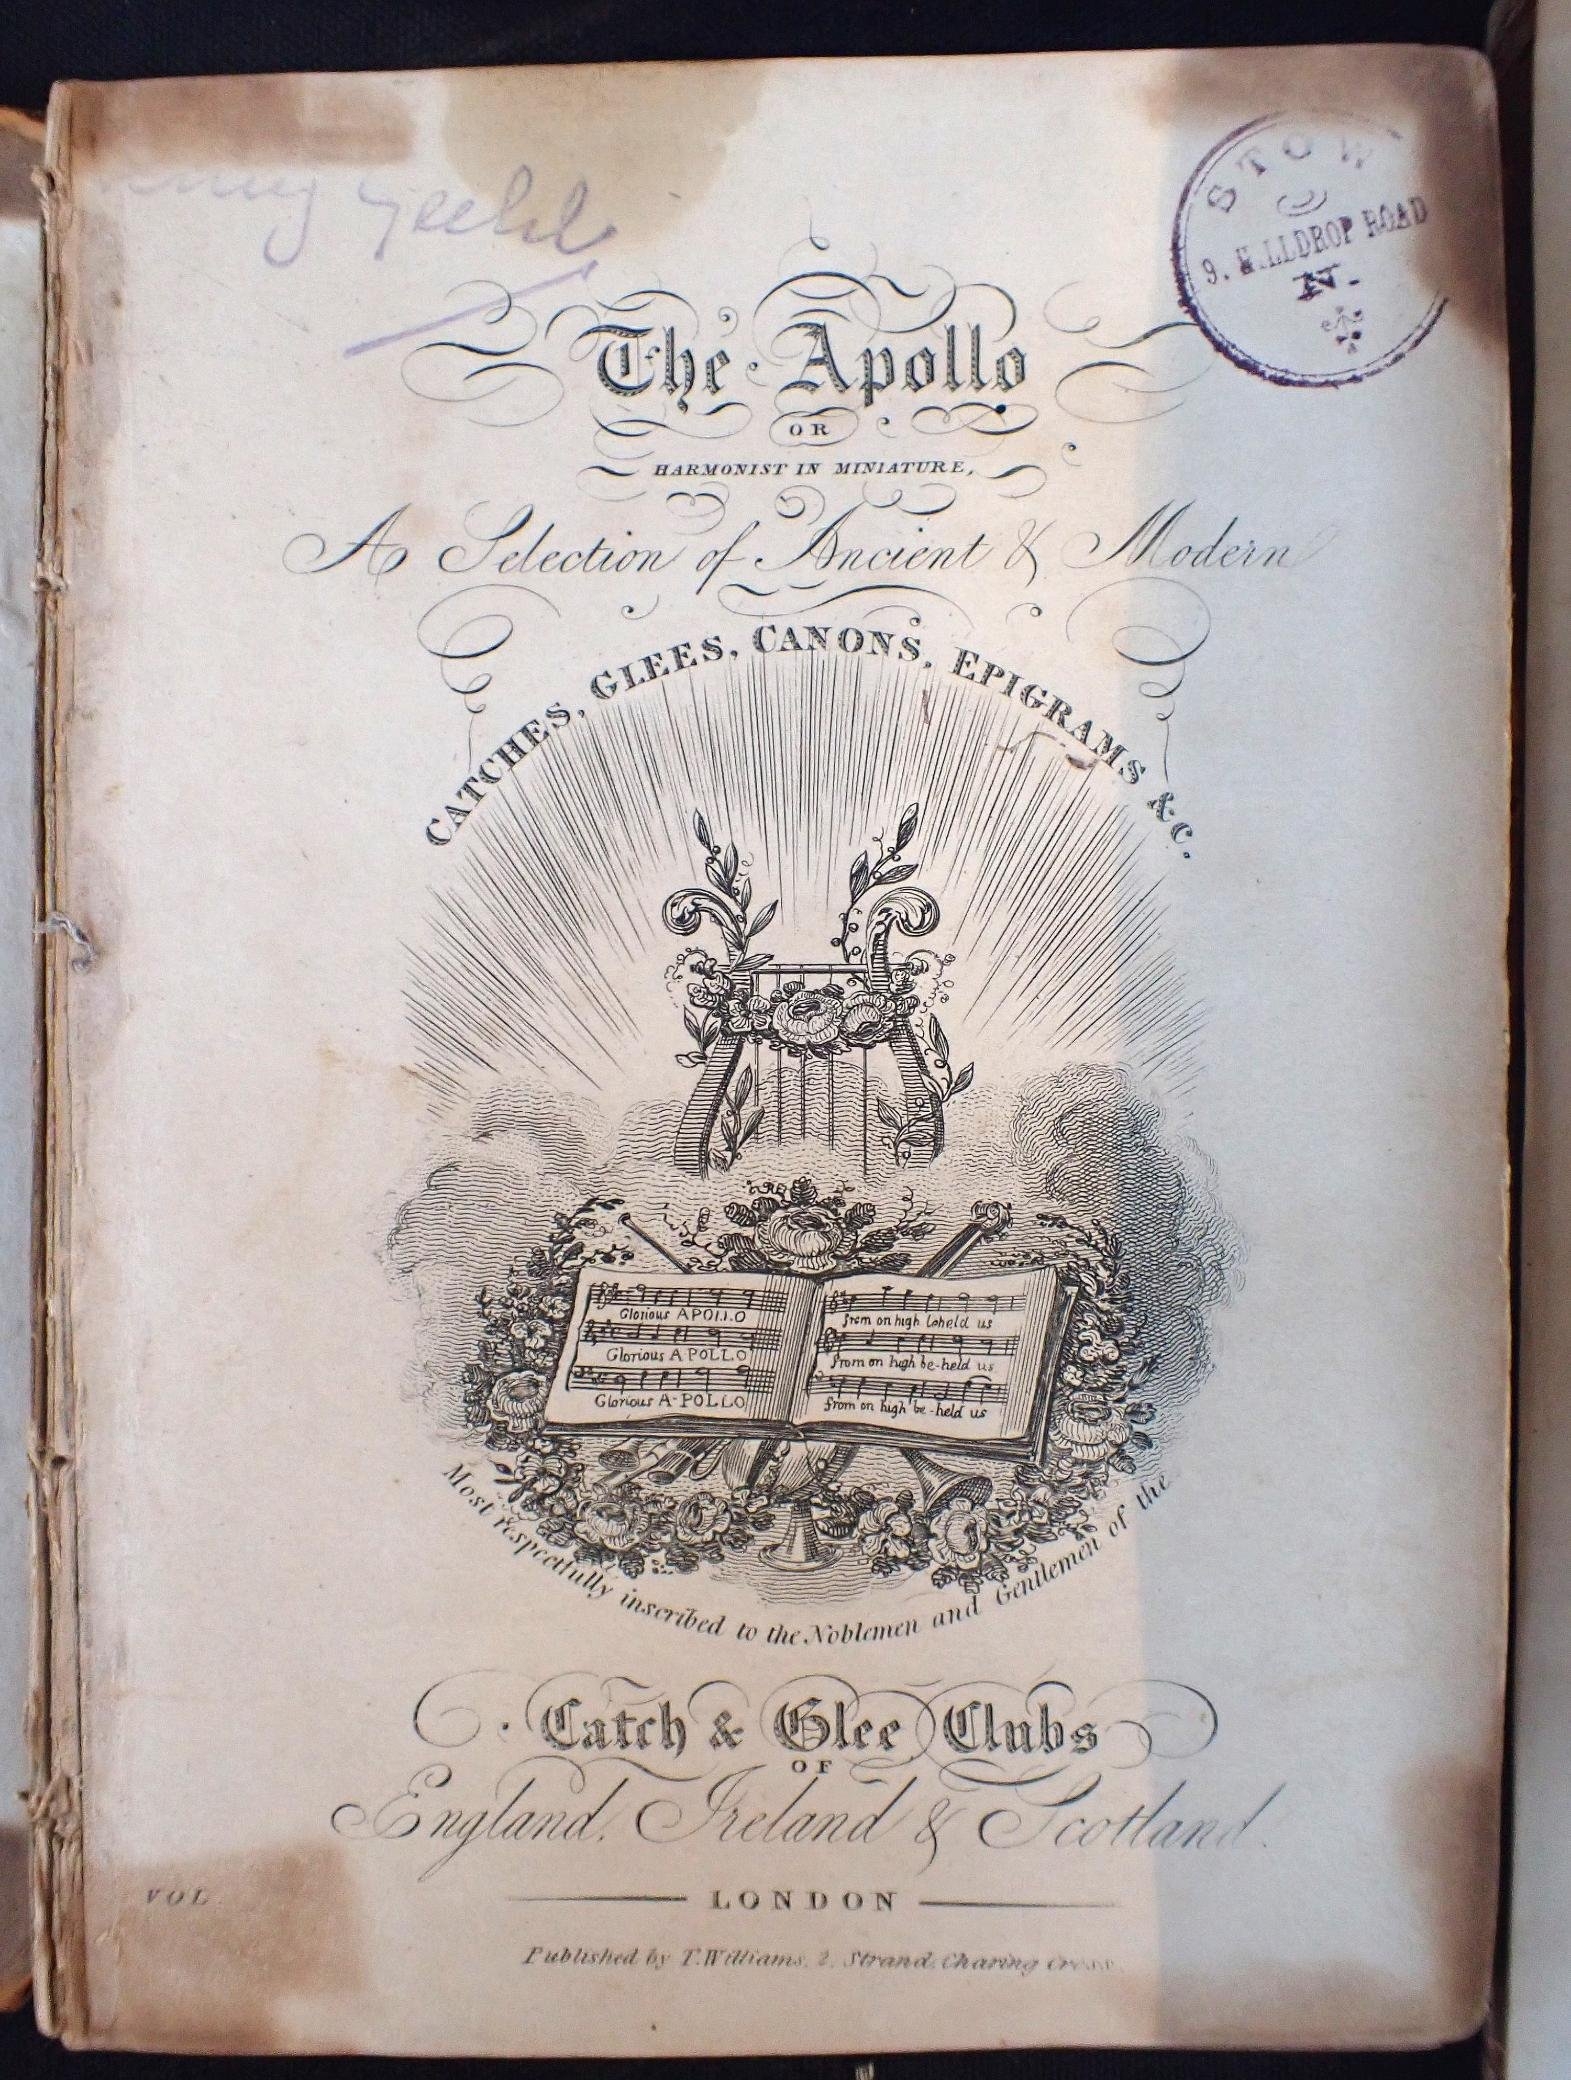 STOW
9. HILLDROP ROAD
N.
The Apollo
OR
HARMONIST IN MINIATURE,
A Selection of Ancient & Modern
CATCHES, GLEES, CANONS, EPIGRAMS &C.
Glorious APOLLO
from on high beheld us
Glorious APOLLO
from on high be-held us
Glorious A-POLLO
from on high be-held us
Most respectfully inscribed to the Noblemen and Gentlemen of the
Catch & Glee Clubs
OF
England, Ireland & Scotland.
VOL
LONDON
Published by T. Williams, 2, Strand, Charing Cross.